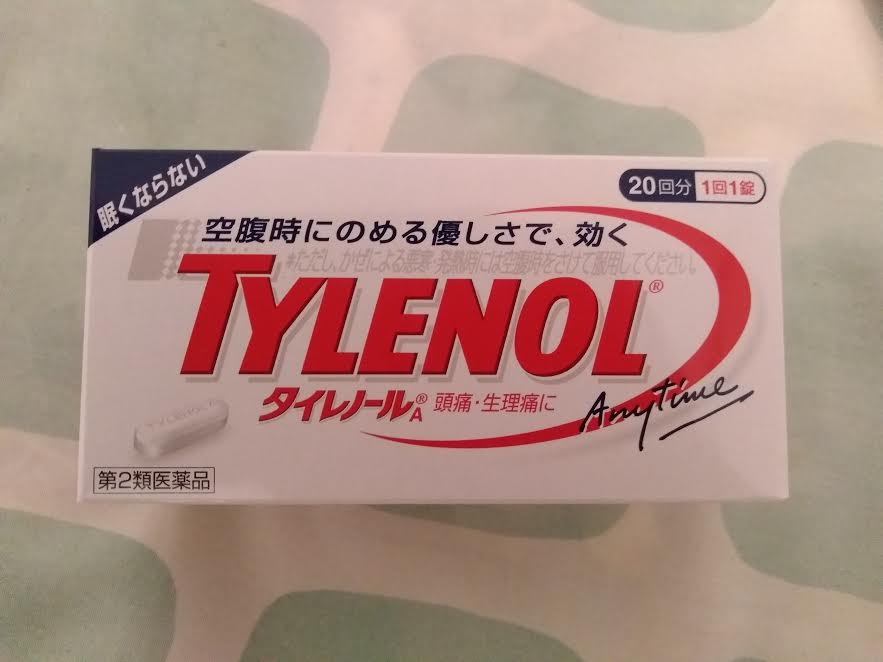 眠くならない
20回分 1回1錠
空腹時にのめる優しさで、効く
*ただし、かぜによる悪寒・発熱時には空腹時をさけて服用してください。
TYLENOL®
タイレノール®A 頭痛・生理痛に
Anytime
TYLENOL
第2類医薬品